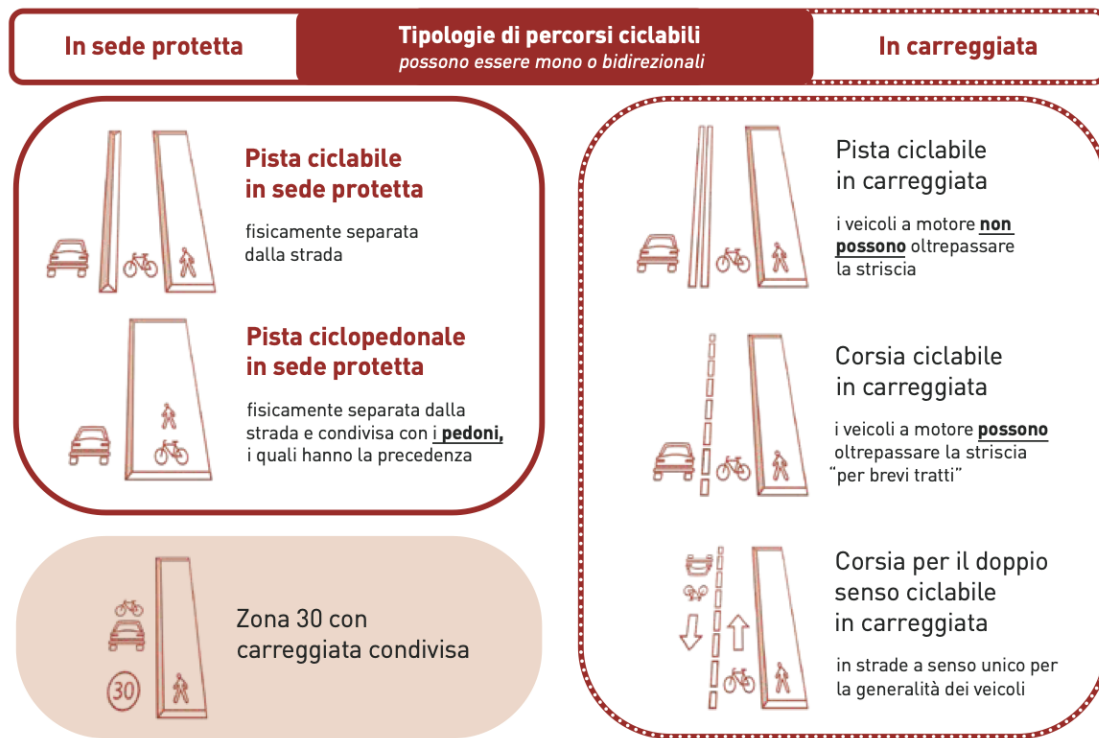 In sede protetta
Tipologie di percorsi ciclabili
possono essere mono o bidirezionali
In carreggiata
Pista ciclabile
in sede protetta
fisicamente separata
dalla strada
Pista ciclopedonale
in sede protetta
fisicamente separata dalla
strada e condivisa con i pedoni,
i quali hanno la precedenza
30
Zona 30 con
carreggiata condivisa
Pista ciclabile
in carreggiata
i veicoli a motore non
possono oltrepassare
la striscia
Corsia ciclabile
in carreggiata
i veicoli a motore possono
oltrepassare la striscia
“per brevi tratti”
Corsia per il doppio
senso ciclabile
in carreggiata
in strade a senso unico per
la generalità dei veicoli